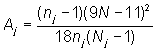 A_i = (n_i − 1)(9N − 11)² / 18n_i(N_i − 1)